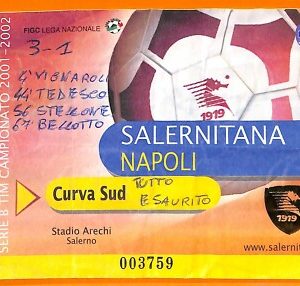 FIGC LEGA NAZIONALE
3-1
4' VIGNAROLI
44' TEDESCO
56' STELLONE
67' BELLOTTO
SERIE B TIM CAMPIONATO 2001-2002
1919
SALERNITANA
NAPOLI
Curva Sud
TUTTO
ESAURITO
Stadio Arechi
Salerno
1919
www.salernit
003759